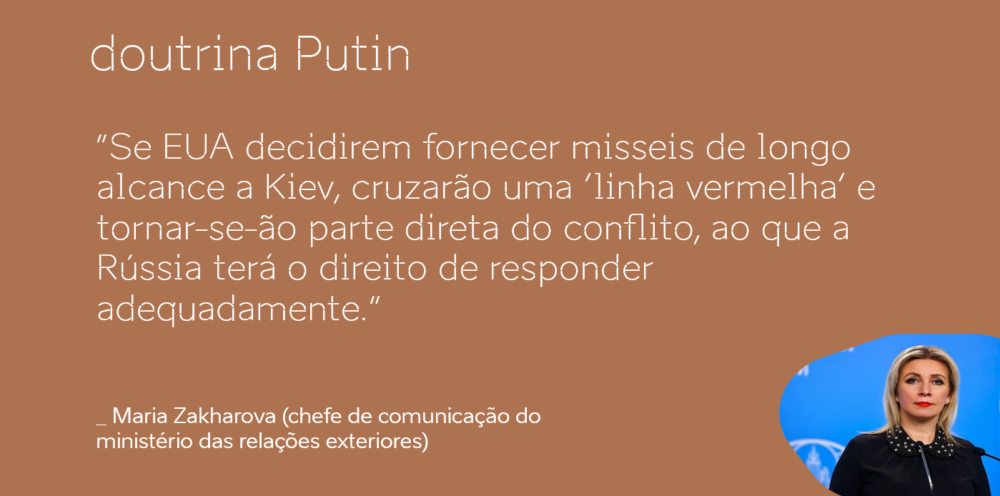 doutrina Putin
“Se EUA decidirem fornecer misseis de longo
alcance a Kiev, cruzarão uma ‘linha vermelha’ e
tornar-se-ão parte direta do conflito, ao que a
Rússia terá o direito de responder
adequadamente.”
_ Maria Zakharova (chefe de comunicação do
ministério das relações exteriores)